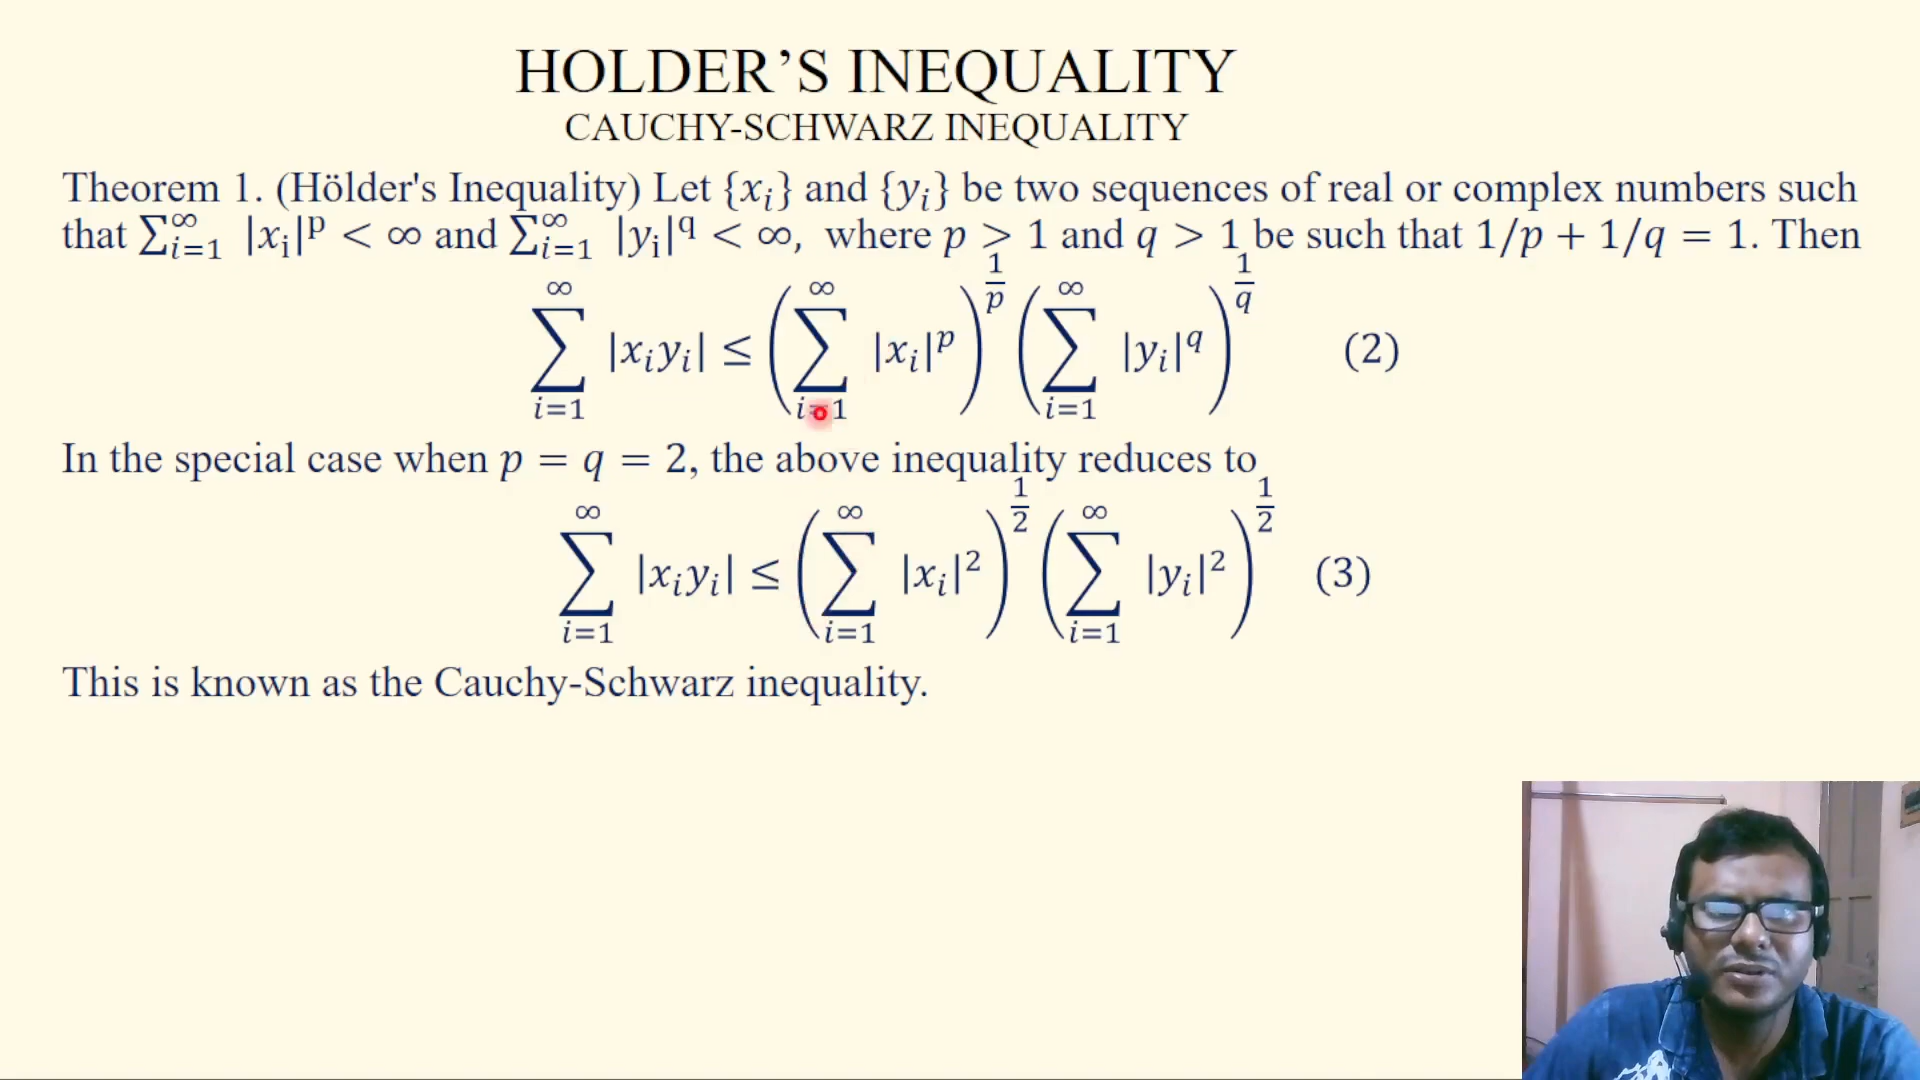 HOLDER’S INEQUALITY
CAUCHY-SCHWARZ INEQUALITY
Theorem 1. (Hölder's Inequality) Let {xᵢ} and {yᵢ} be two sequences of real or complex numbers such
that ∑_{i=1}^{∞} |x_i|^p < ∞ and ∑_{i=1}^{∞} |y_i|^q < ∞, where p > 1 and q > 1 be such that 1/p + 1/q = 1. Then
∑_{i=1}^{∞} |x_i y_i| ≤ (∑_{i=1}^{∞} |x_i|^p)^{1/p} (∑_{i=1}^{∞} |y_i|^q)^{1/q} (2)
In the special case when p = q = 2, the above inequality reduces to
∑_{i=1}^{∞} |x_i y_i| ≤ (∑_{i=1}^{∞} |x_i|^2)^{1/2} (∑_{i=1}^{∞} |y_i|^2)^{1/2} (3)
This is known as the Cauchy-Schwarz inequality.